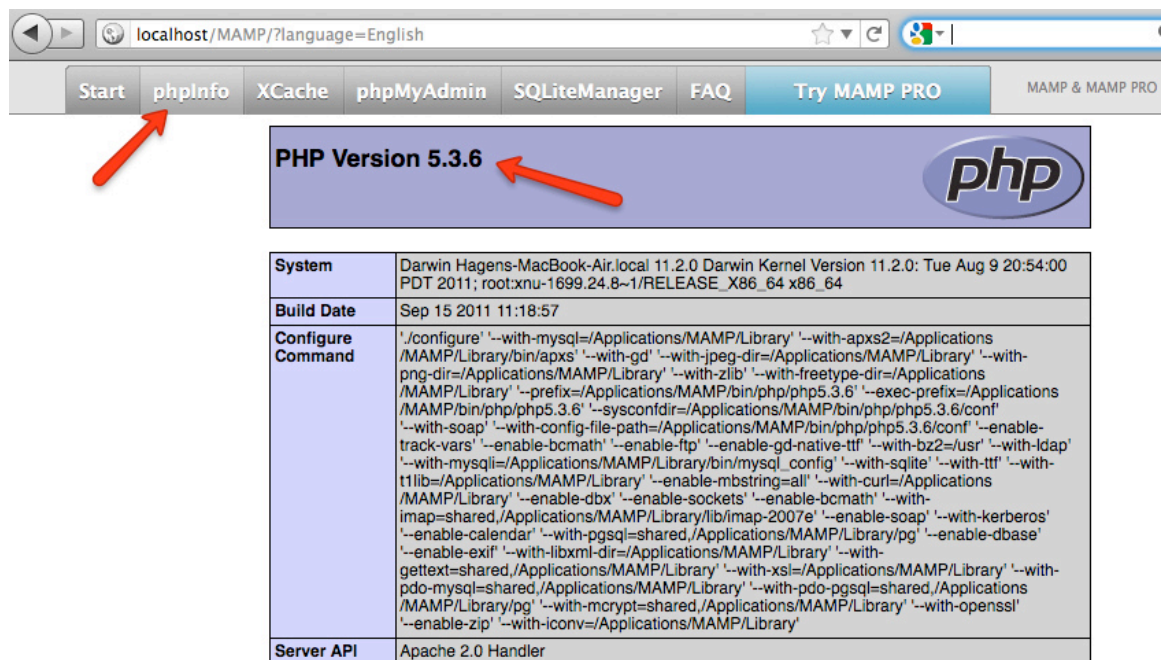 localhost/MAMP/?language=English
Start phpInfo XCache phpMyAdmin SQLiteManager FAQ Try MAMP PRO MAMP & MAMP PRO
PHP Version 5.3.6
php
System Darwin Hagens-MacBook-Air.local 11.2.0 Darwin Kernel Version 11.2.0: Tue Aug 9 20:54:00
PDT 2011; root:xnu-1699.24.8~1/RELEASE_X86_64 x86_64
Build Date Sep 15 2011 11:18:57
Configure './configure' '--with-mysql=/Applications/MAMP/Library' '--with-apxs2=/Applications
Command /MAMP/Library/bin/apxs' '--with-gd' '--with-jpeg-dir=/Applications/MAMP/Library' '--with-
png-dir=/Applications/MAMP/Library' '--with-zlib' '--with-freetype-dir=/Applications
/MAMP/Library' '--prefix=/Applications/MAMP/bin/php/php5.3.6' '--exec-prefix=/Applications
/MAMP/bin/php/php5.3.6' '--sysconfdir=/Applications/MAMP/bin/php/php5.3.6/conf'
'--with-soap' '--with-config-file-path=/Applications/MAMP/bin/php/php5.3.6/conf' '--enable-
track-vars' '--enable-bcmath' '--enable-ftp' '--enable-gd-native-ttf' '--with-bz2=/usr' '--with-ldap'
'--with-mysqli=/Applications/MAMP/Library/bin/mysql_config' '--with-sqlite' '--with-ttf' '--with-
t1lib=/Applications/MAMP/Library' '--enable-mbstring=all' '--with-curl=/Applications
/MAMP/Library' '--enable-dbx' '--enable-sockets' '--enable-bcmath' '--with-
imap=shared,/Applications/MAMP/Library/lib/imap-2007e' '--enable-soap' '--with-kerberos'
'--enable-calendar' '--with-pgsql=shared,/Applications/MAMP/Library/pg' '--enable-dbase'
'--enable-exif' '--with-libxml-dir=/Applications/MAMP/Library' '--with-
gettext=shared,/Applications/MAMP/Library' '--with-xsl=/Applications/MAMP/Library' '--with-
pdo-mysql=shared,/Applications/MAMP/Library' '--with-pdo-pgsql=shared,/Applications
/MAMP/Library/pg' '--with-mcrypt=shared,/Applications/MAMP/Library' '--with-openssl'
'--enable-zip' '--with-iconv=/Applications/MAMP/Library'
Server API Apache 2.0 Handler